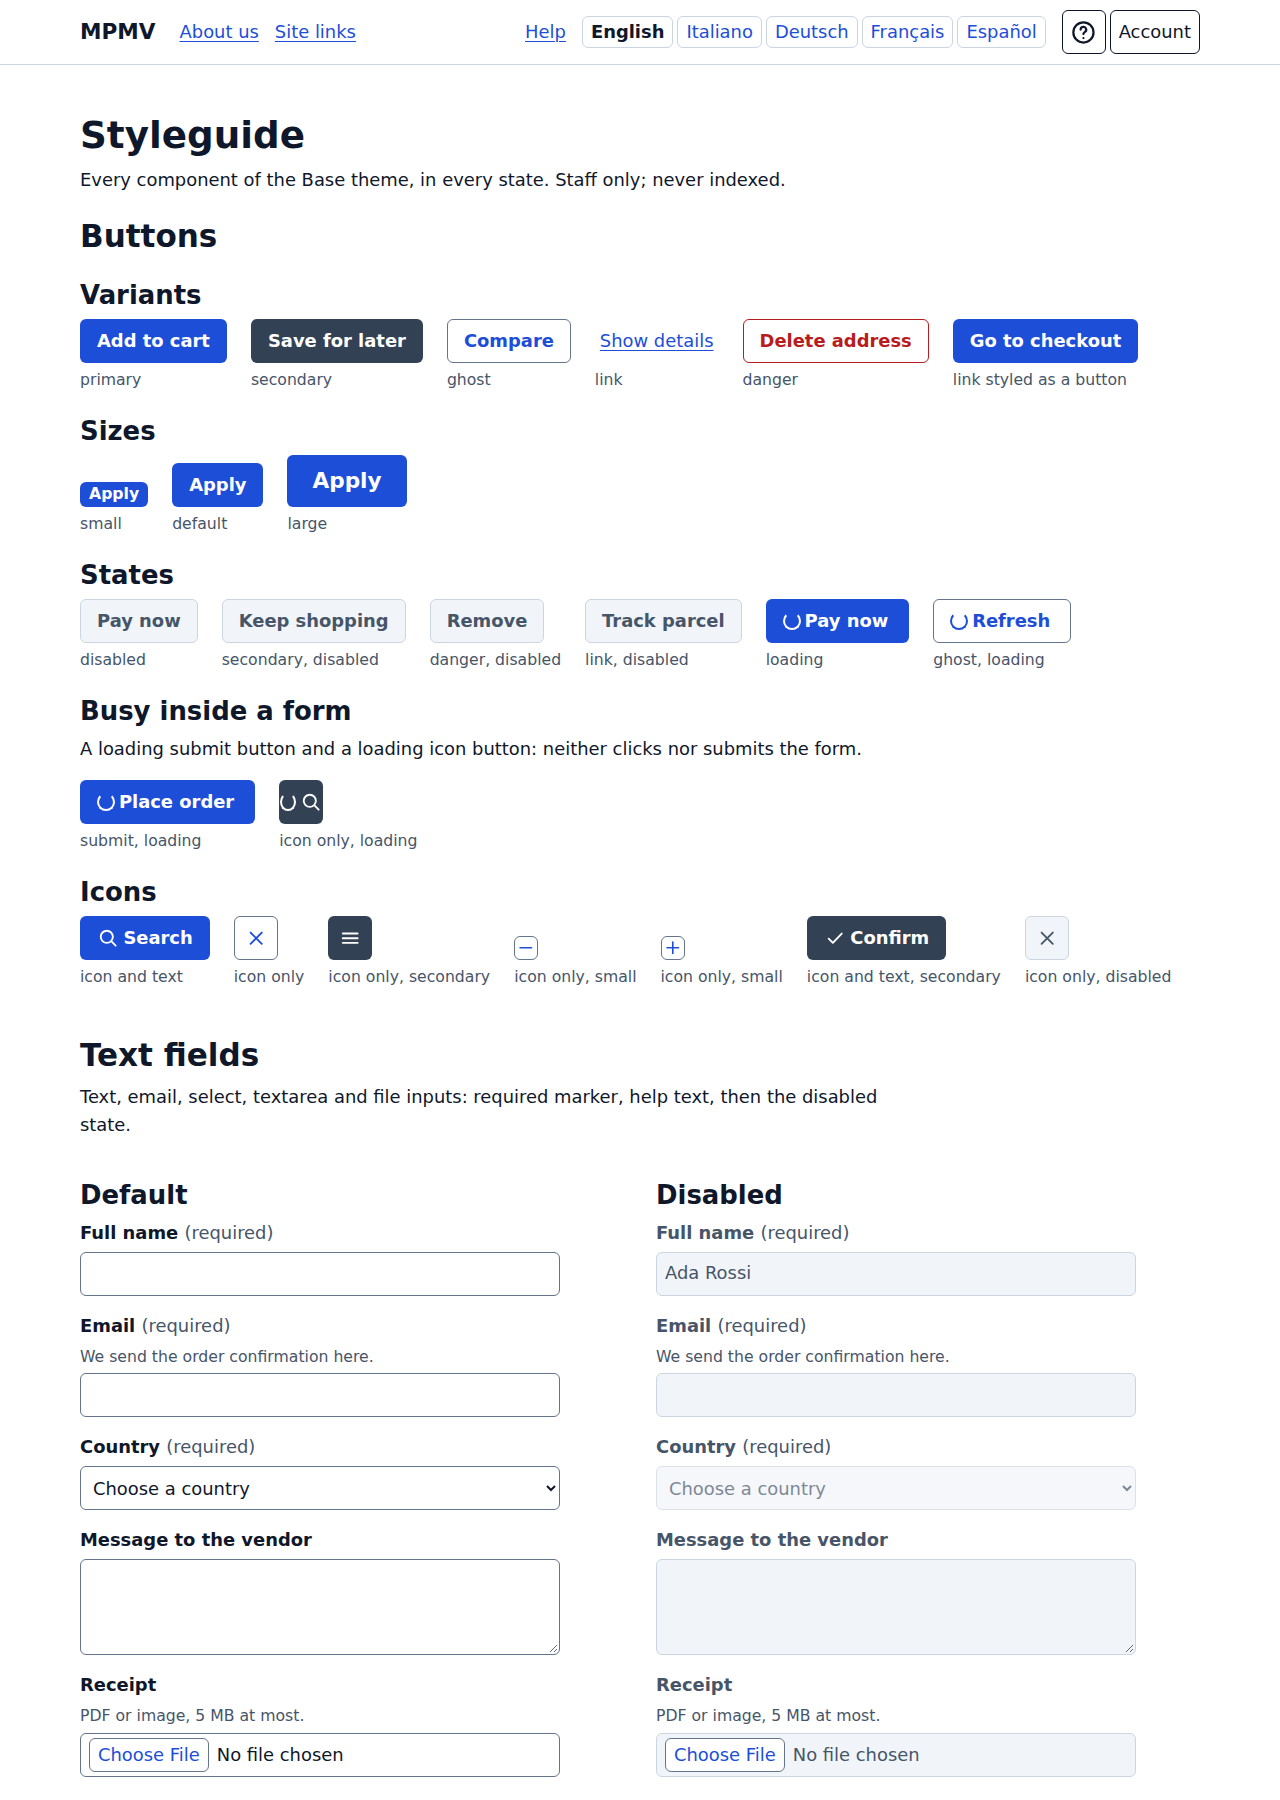 MPMV About us Site links Help English Italiano Deutsch Français Español Account
Styleguide
Every component of the Base theme, in every state. Staff only; never indexed.
Buttons
Variants
Add to cart Save for later Compare Show details Delete address Go to checkout
primary secondary ghost link danger link styled as a button
Sizes
Apply Apply Apply
small default large
States
Pay now Keep shopping Remove Track parcel Pay now Refresh
disabled secondary, disabled danger, disabled link, disabled loading ghost, loading
Busy inside a form
A loading submit button and a loading icon button: neither clicks nor submits the form.
Place order
submit, loading icon only, loading
Icons
Search Confirm
icon and text icon only icon only, secondary icon only, small icon only, small icon and text, secondary icon only, disabled
Text fields
Text, email, select, textarea and file inputs: required marker, help text, then the disabled
state.
Default Disabled
Full name (required) Full name (required)
Ada Rossi
Email (required) Email (required)
We send the order confirmation here. We send the order confirmation here.
Country (required) Country (required)
Choose a country Choose a country
Message to the vendor Message to the vendor
Receipt Receipt
PDF or image, 5 MB at most. PDF or image, 5 MB at most.
Choose File No file chosen Choose File No file chosen